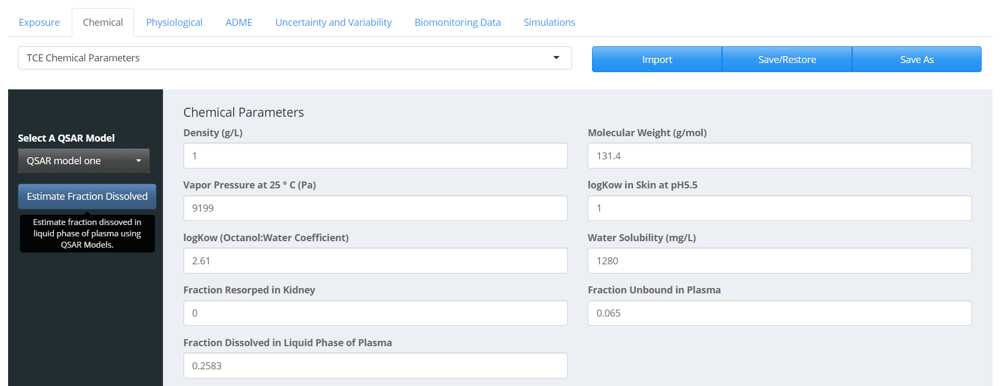 Exposure Chemical Physiological ADME Uncertainty and Variability Biomonitoring Data Simulations
TCE Chemical Parameters Import Save/Restore Save As
Select A QSAR Model
QSAR model one
Estimate Fraction Dissolved
Estimate fraction dissoved in
liquid phase of plasma using
QSAR Models.
Chemical Parameters
Density (g/L) Molecular Weight (g/mol)
1 131.4
Vapor Pressure at 25 ° C (Pa) logKow in Skin at pH5.5
9199 1
logKow (Octanol:Water Coefficient) Water Solubility (mg/L)
2.61 1280
Fraction Resorped in Kidney Fraction Unbound in Plasma
0 0.065
Fraction Dissolved in Liquid Phase of Plasma
0.2583